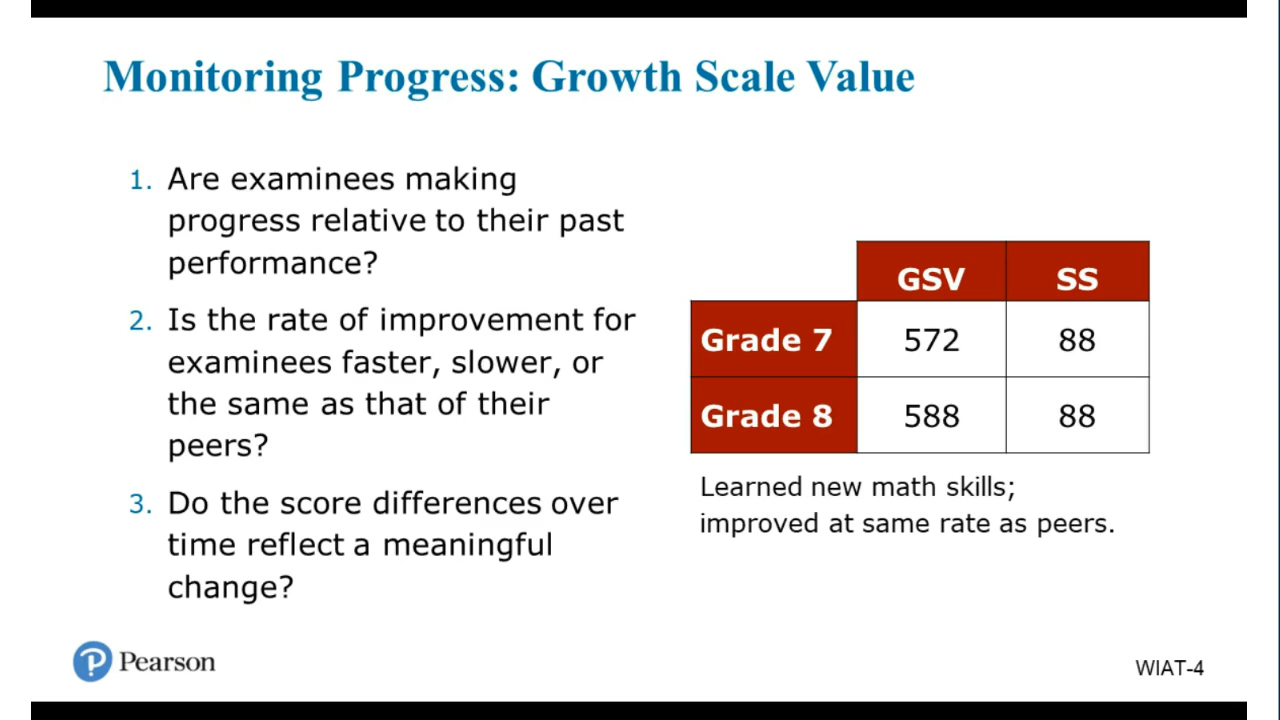 Monitoring Progress: Growth Scale Value
1. Are examinees making
progress relative to their past
performance?
2. Is the rate of improvement for
examinees faster, slower, or
the same as that of their
peers?
3. Do the score differences over
time reflect a meaningful
change?
GSV SS
Grade 7 572 88
Grade 8 588 88
Learned new math skills;
improved at same rate as peers.
Pearson
WIAT-4